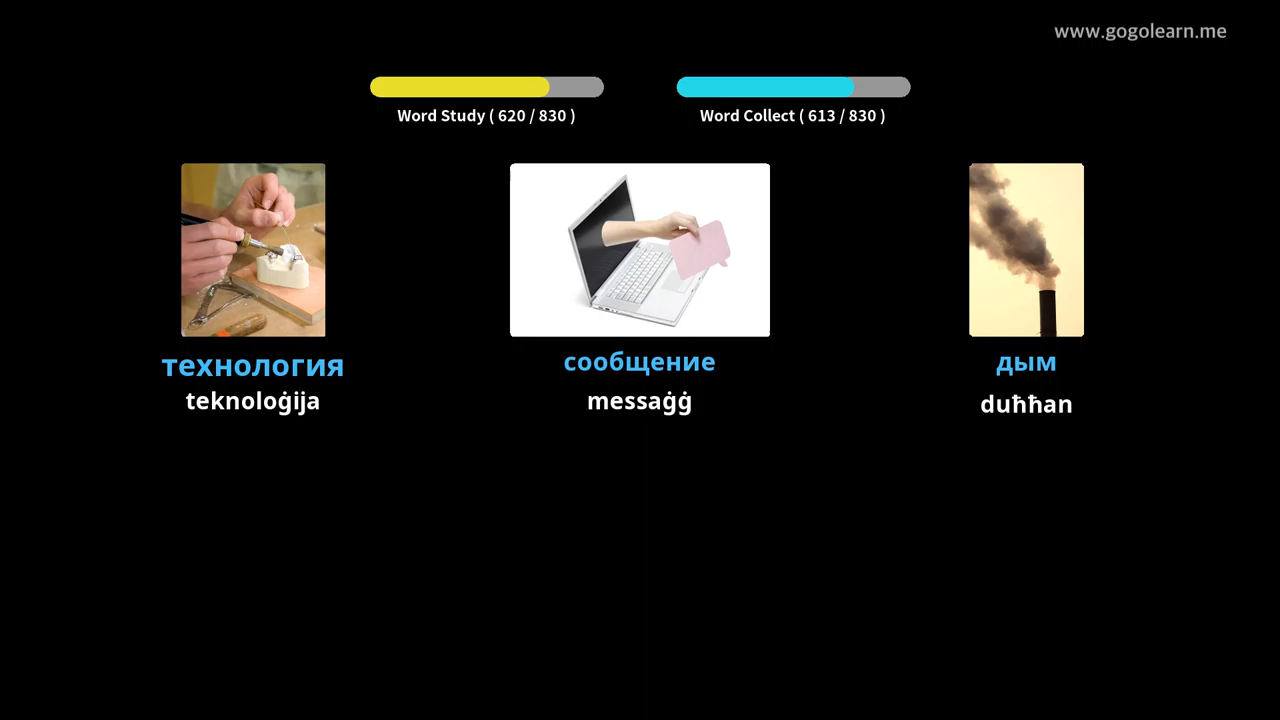 www.gogolearn.me
Word Study ( 620 / 830 )
Word Collect ( 613 / 830 )
технология
teknoloġija
сообщение
messaġġ
дым
duħħan